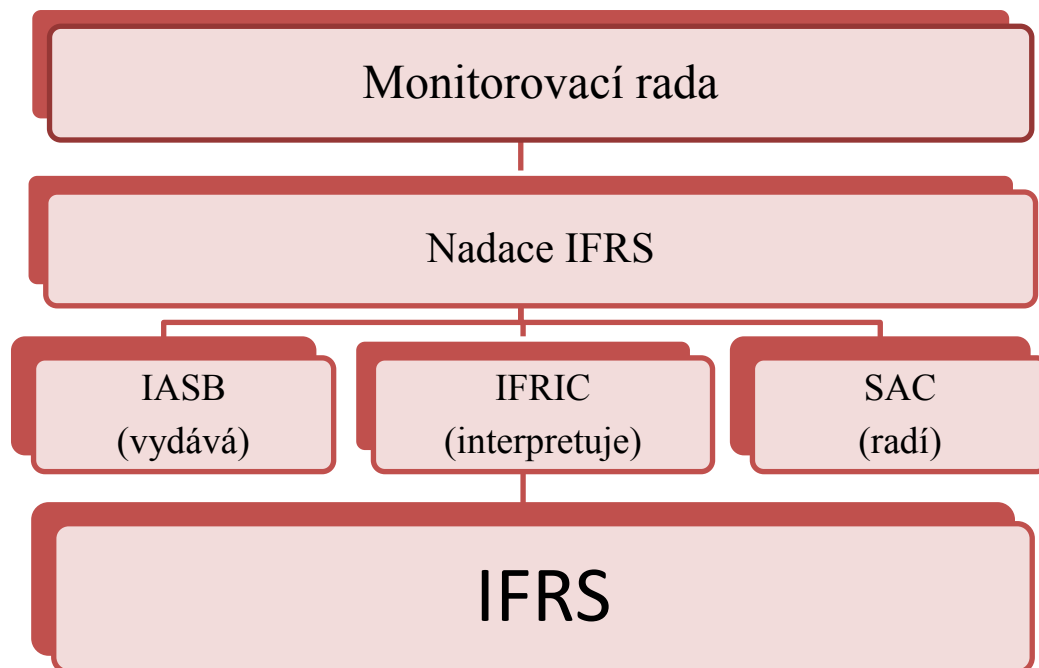 Monitorovací rada
Nadace IFRS
IASB
(vydává)
IFRIC
(interpretuje)
SAC
(radí)
IFRS